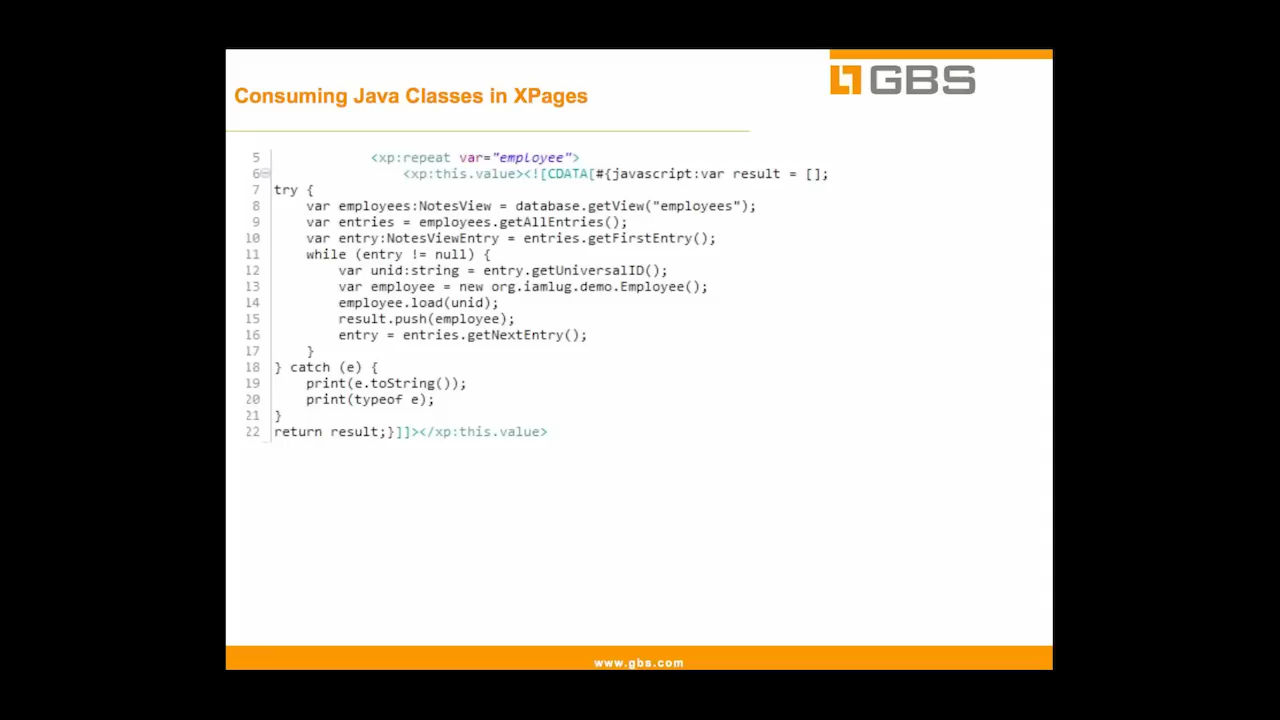 GBS
Consuming Java Classes in XPages
5 <xp:repeat var="employee">
6 <xp:this.value><![CDATA[#{javascript:var result = [];
7 try {
8 var employees:NotesView = database.getView("employees");
9 var entries = employees.getAllEntries();
10 var entry:NotesViewEntry = entries.getFirstEntry();
11 while (entry != null) {
12 var unid:string = entry.getUniversalID();
13 var employee = new org.iamlug.demo.Employee();
14 employee.load(unid);
15 result.push(employee);
16 entry = entries.getNextEntry();
17 }
18 } catch (e) {
19 print(e.toString());
20 print(typeof e);
21 }
22 return result;}]]></xp:this.value>
www.gbs.com